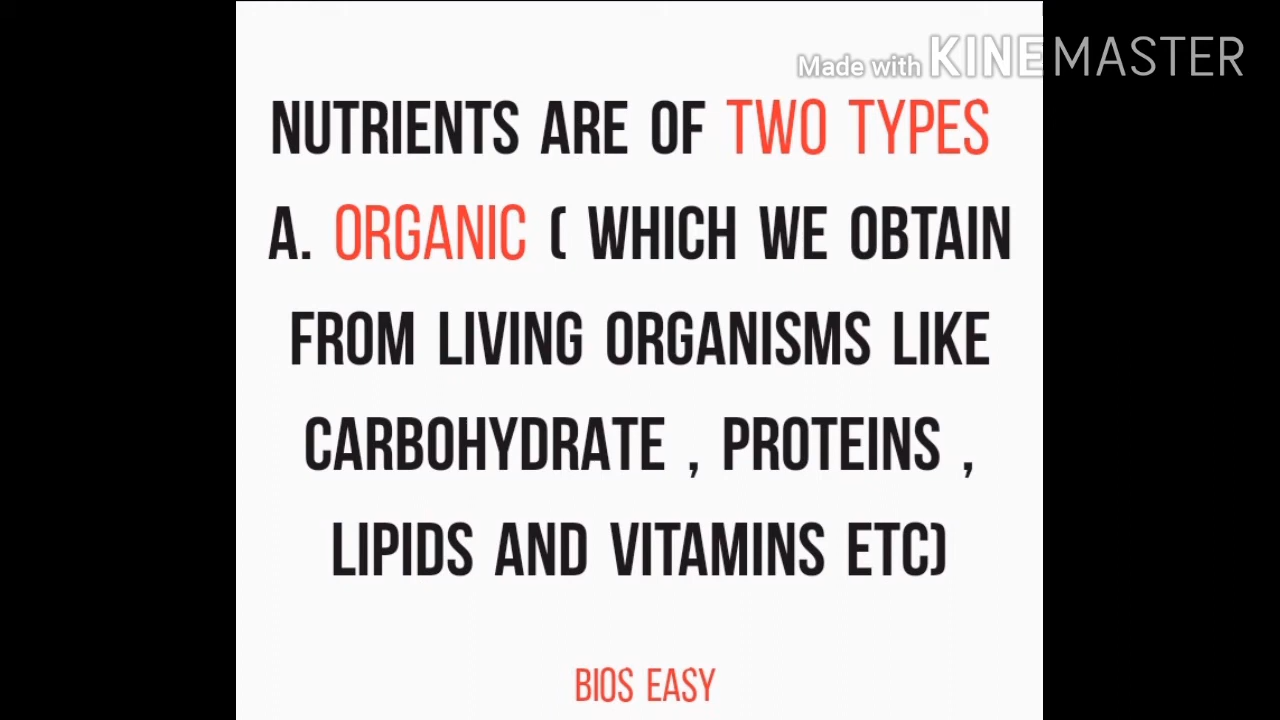 Made with KINEMASTER
NUTRIENTS ARE OF TWO TYPES
A. ORGANIC ( WHICH WE OBTAIN
FROM LIVING ORGANISMS LIKE
CARBOHYDRATE , PROTEINS ,
LIPIDS AND VITAMINS ETC)
BIOS EASY